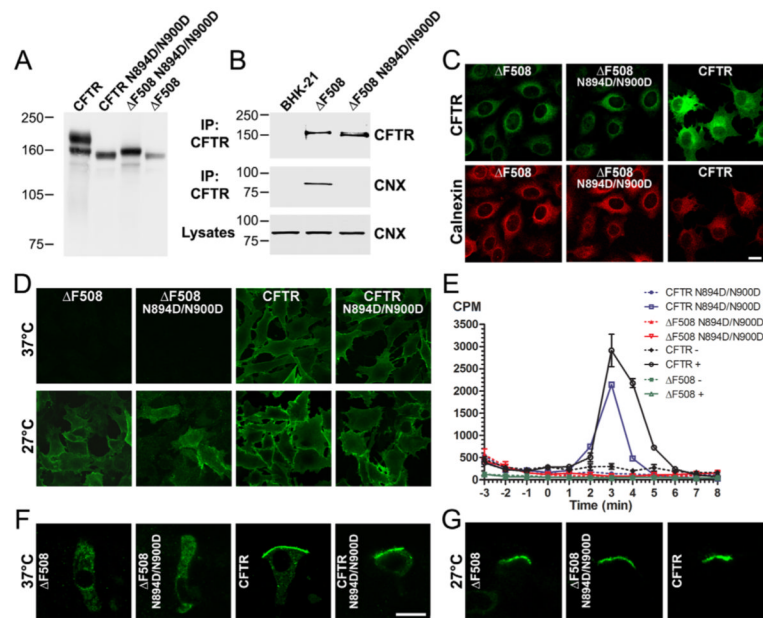 A
CFTR
CFTR N894D/N900D
ΔF508 N894D/N900D
ΔF508
250
160
105
75
B
BHK-21
ΔF508
ΔF508 N894D/N900D
IP:
CFTR
250
150
CFTR
IP:
CFTR
100
75
CNX
Lysates
100
75
CNX
C
CFTR
ΔF508
ΔF508
N894D/N900D
CFTR
Calnexin
ΔF508
ΔF508
N894D/N900D
CFTR
D
ΔF508
ΔF508
N894D/N900D
CFTR
CFTR
N894D/N900D
37°C
27°C
E
CPM
3500
3000
2500
2000
1500
1000
500
0
-3 -2 -1 0 1 2 3 4 5 6 7 8
Time (min)
CFTR N894D/N900D
CFTR N894D/N900D
ΔF508 N894D/N900D
ΔF508 N894D/N900D
CFTR -
CFTR +
ΔF508 -
ΔF508 +
F
37°C
ΔF508
ΔF508
N894D/N900D
CFTR
CFTR
N894D/N900D
G
27°C
ΔF508
ΔF508
N894D/N900D
CFTR